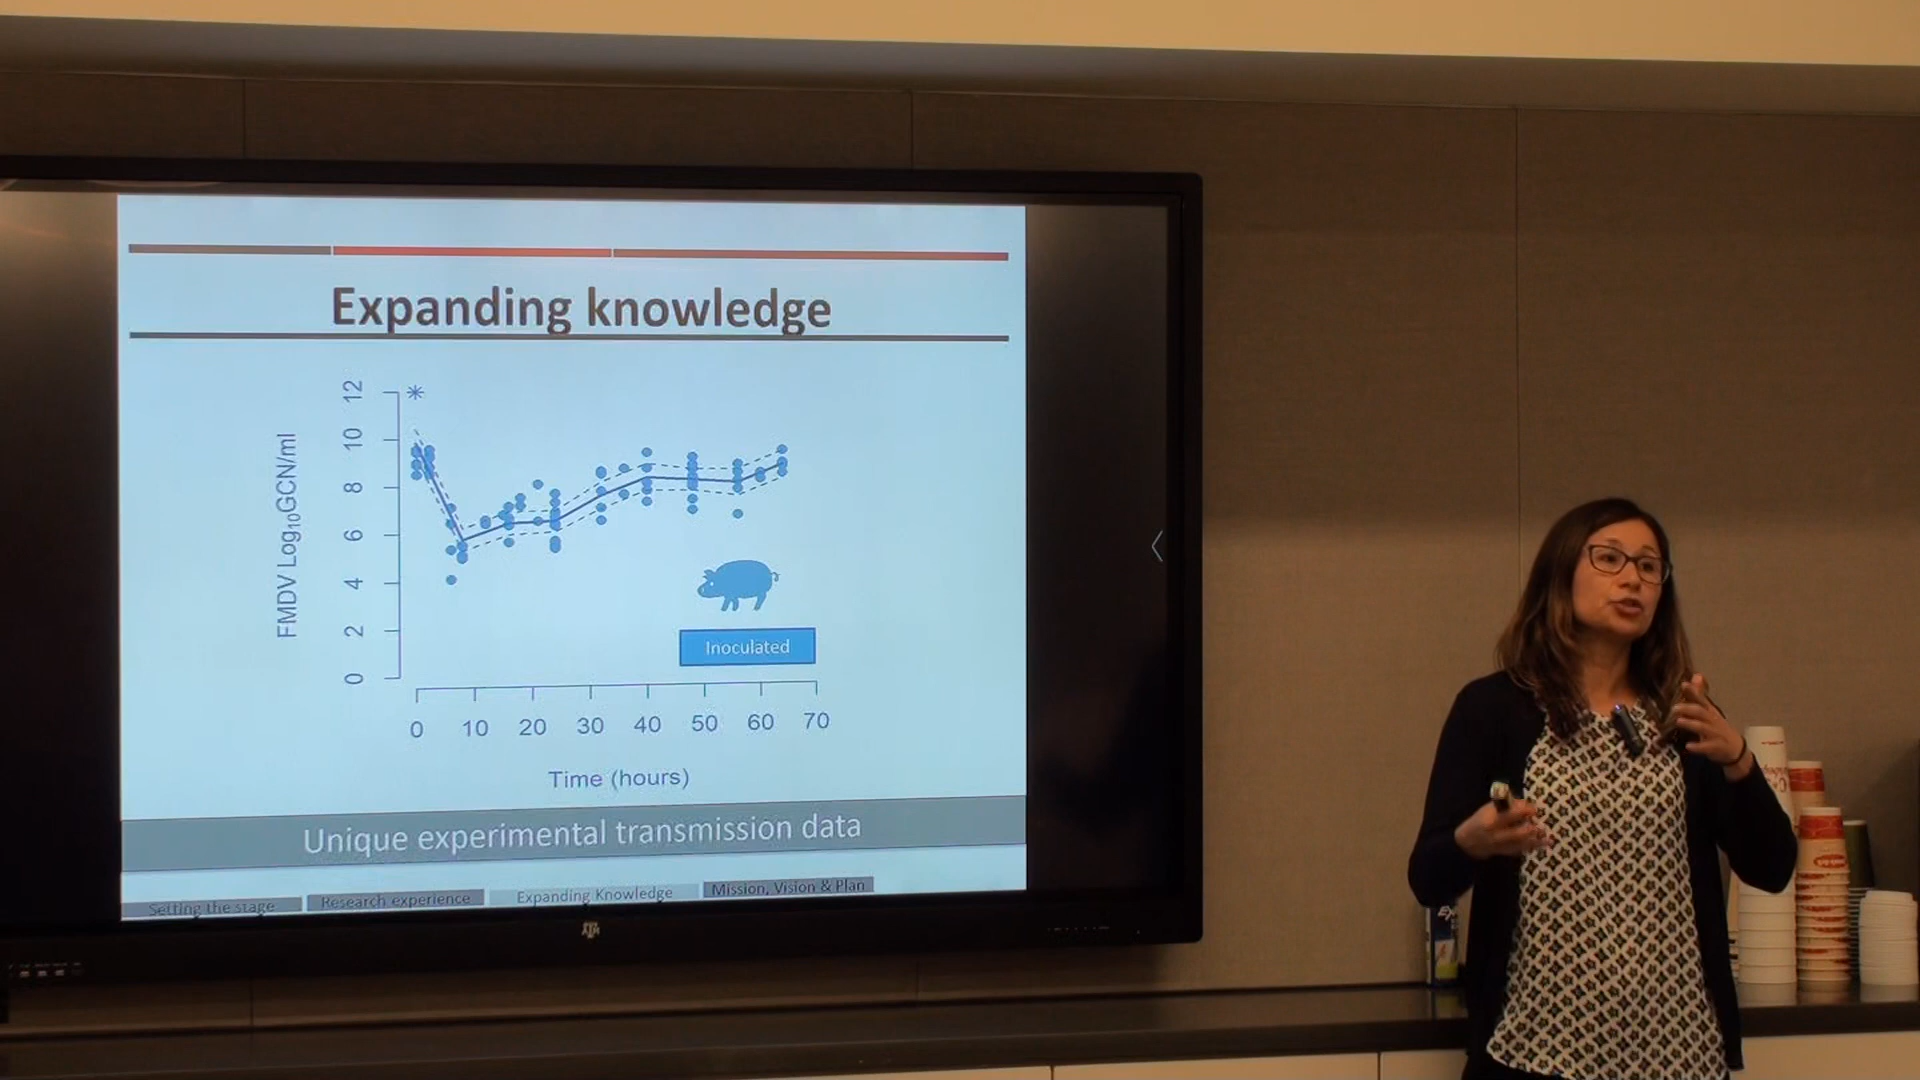 Expanding knowledge
FMDV Log10GCN/ml
12
10
8
6
4
2
0
Inoculated
0 10 20 30 40 50 60 70
Time (hours)
Unique experimental transmission data
Setting the stage
Research experience
Expanding Knowledge
Mission, Vision & Plan
ATM